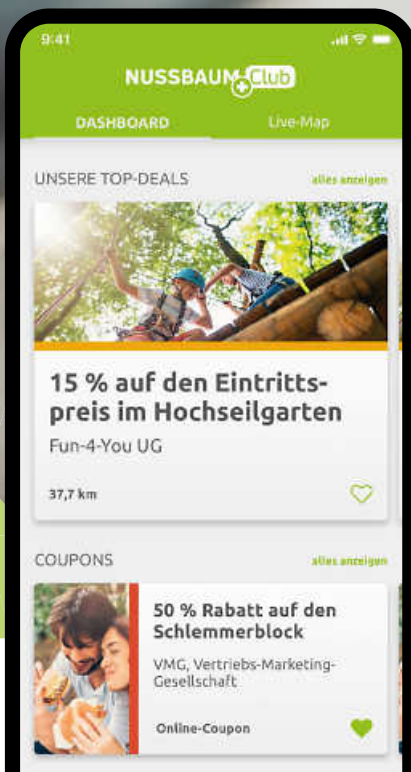 9:41
NUSSBAUM Club
DASHBOARD Live-Map
UNSERE TOP-DEALS alles anzeigen
15 % auf den Eintritts-
preis im Hochseilgarten
Fun-4-You UG
37,7 km
COUPONS alles anzeigen
50 % Rabatt auf den
Schlemmerblock
VMG, Vertriebs-Marketing-
Gesellschaft
Online-Coupon